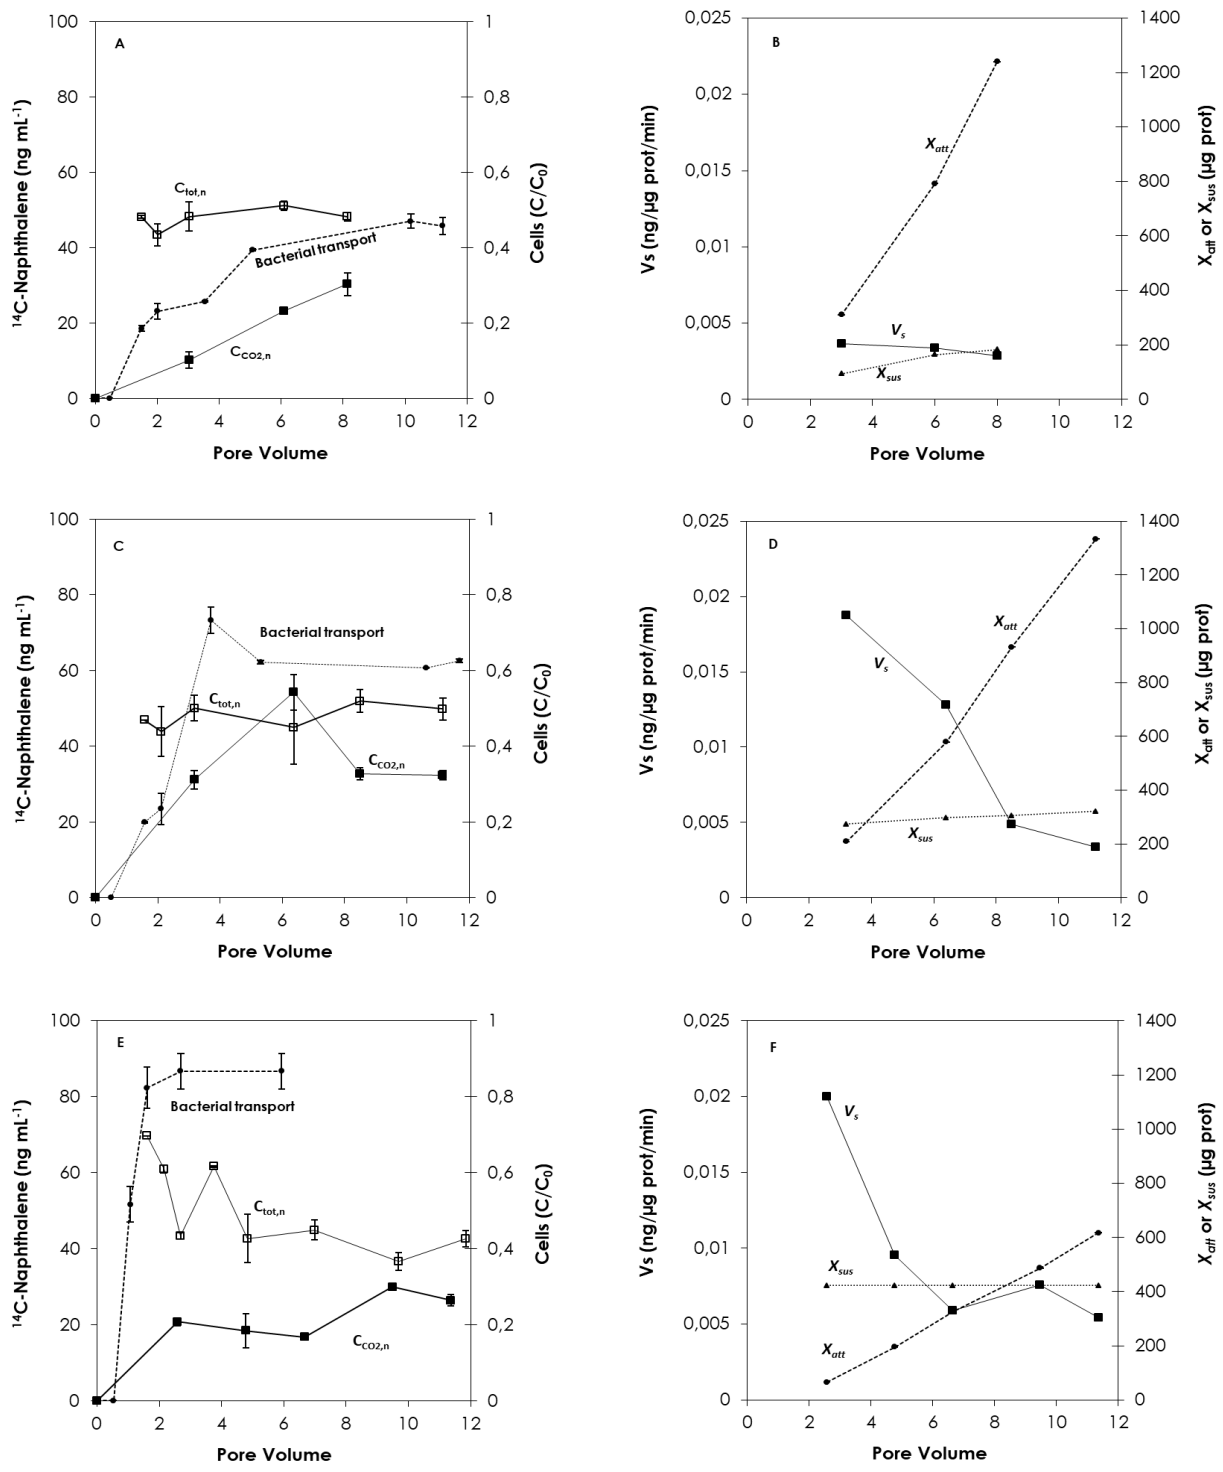 A
100
80
60
40
20
0
1
0,8
0,6
0,4
0,2
0
0 2 4 6 8 10 12
¹⁴C-Naphthalene (ng mL⁻¹)
Cells (C/C₀)
Pore Volume
Ctot,n
Bacterial transport
CCO2,n
B
0,025
0,02
0,015
0,01
0,005
0
1400
1200
1000
800
600
400
200
0
0 2 4 6 8 10 12
Vs (ng/µg prot/min)
Xatt or Xsus (µg prot)
Pore Volume
Xatt
Vs
Xsus
C
100
80
60
40
20
0
1
0,8
0,6
0,4
0,2
0
0 2 4 6 8 10 12
¹⁴C-Naphthalene (ng mL⁻¹)
Cells (C/C₀)
Pore Volume
Bacterial transport
Ctot,n
CCO2,n
D
0,025
0,02
0,015
0,01
0,005
0
1400
1200
1000
800
600
400
200
0
0 2 4 6 8 10 12
Vs (ng/µg prot/min)
Xatt or Xsus (µg prot)
Pore Volume
Xatt
Vs
Xsus
E
100
80
60
40
20
0
1
0,8
0,6
0,4
0,2
0
0 2 4 6 8 10 12
¹⁴C-Naphthalene (ng mL⁻¹)
Cells (C/C₀)
Pore Volume
Bacterial transport
Ctot,n
CCO2,n
F
0,025
0,02
0,015
0,01
0,005
0
1400
1200
1000
800
600
400
200
0
0 2 4 6 8 10 12
Vs (ng/µg prot/min)
Xatt or Xsus (µg prot)
Pore Volume
Vs
Xsus
Xatt